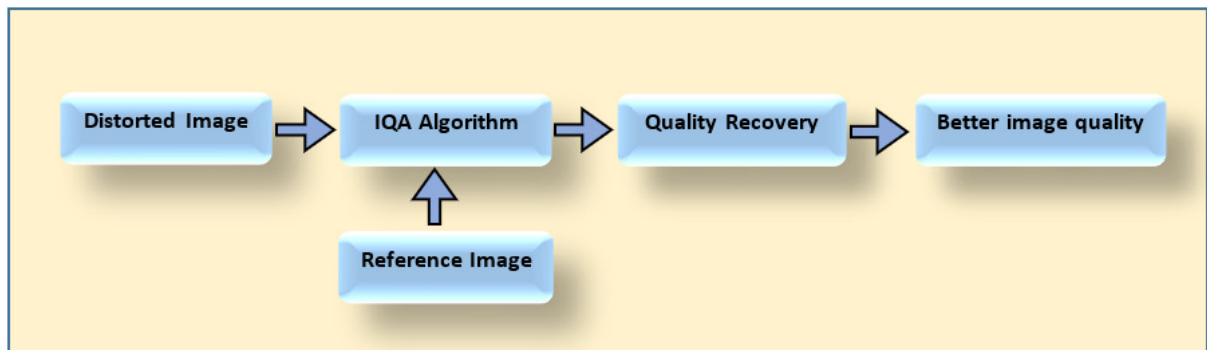 Distorted Image
IQA Algorithm
Quality Recovery
Better image quality
Reference Image